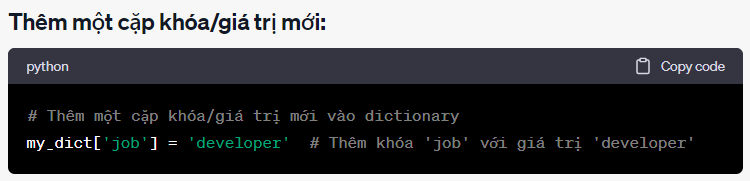 Thêm một cặp khóa/giá trị mới:
python Copy code
# Thêm một cặp khóa/giá trị mới vào dictionary
my_dict['job'] = 'developer'  # Thêm khóa 'job' với giá trị 'developer'